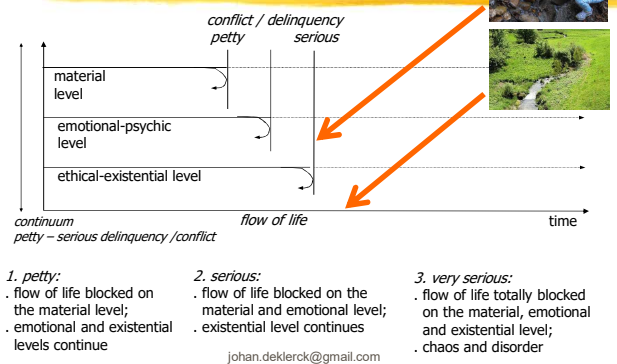 conflict / delinquency
petty serious
material
level
emotional-psychic
level
ethical-existential level
continuum
petty – serious delinquency /conflict
flow of life
time
1. petty:
. flow of life blocked on
the material level;
. emotional and existential
levels continue
2. serious:
. flow of life blocked on the
material and emotional level;
. existential level continues
3. very serious:
. flow of life totally blocked
on the material, emotional
and existential level;
. chaos and disorder
johan.deklerck@gmail.com